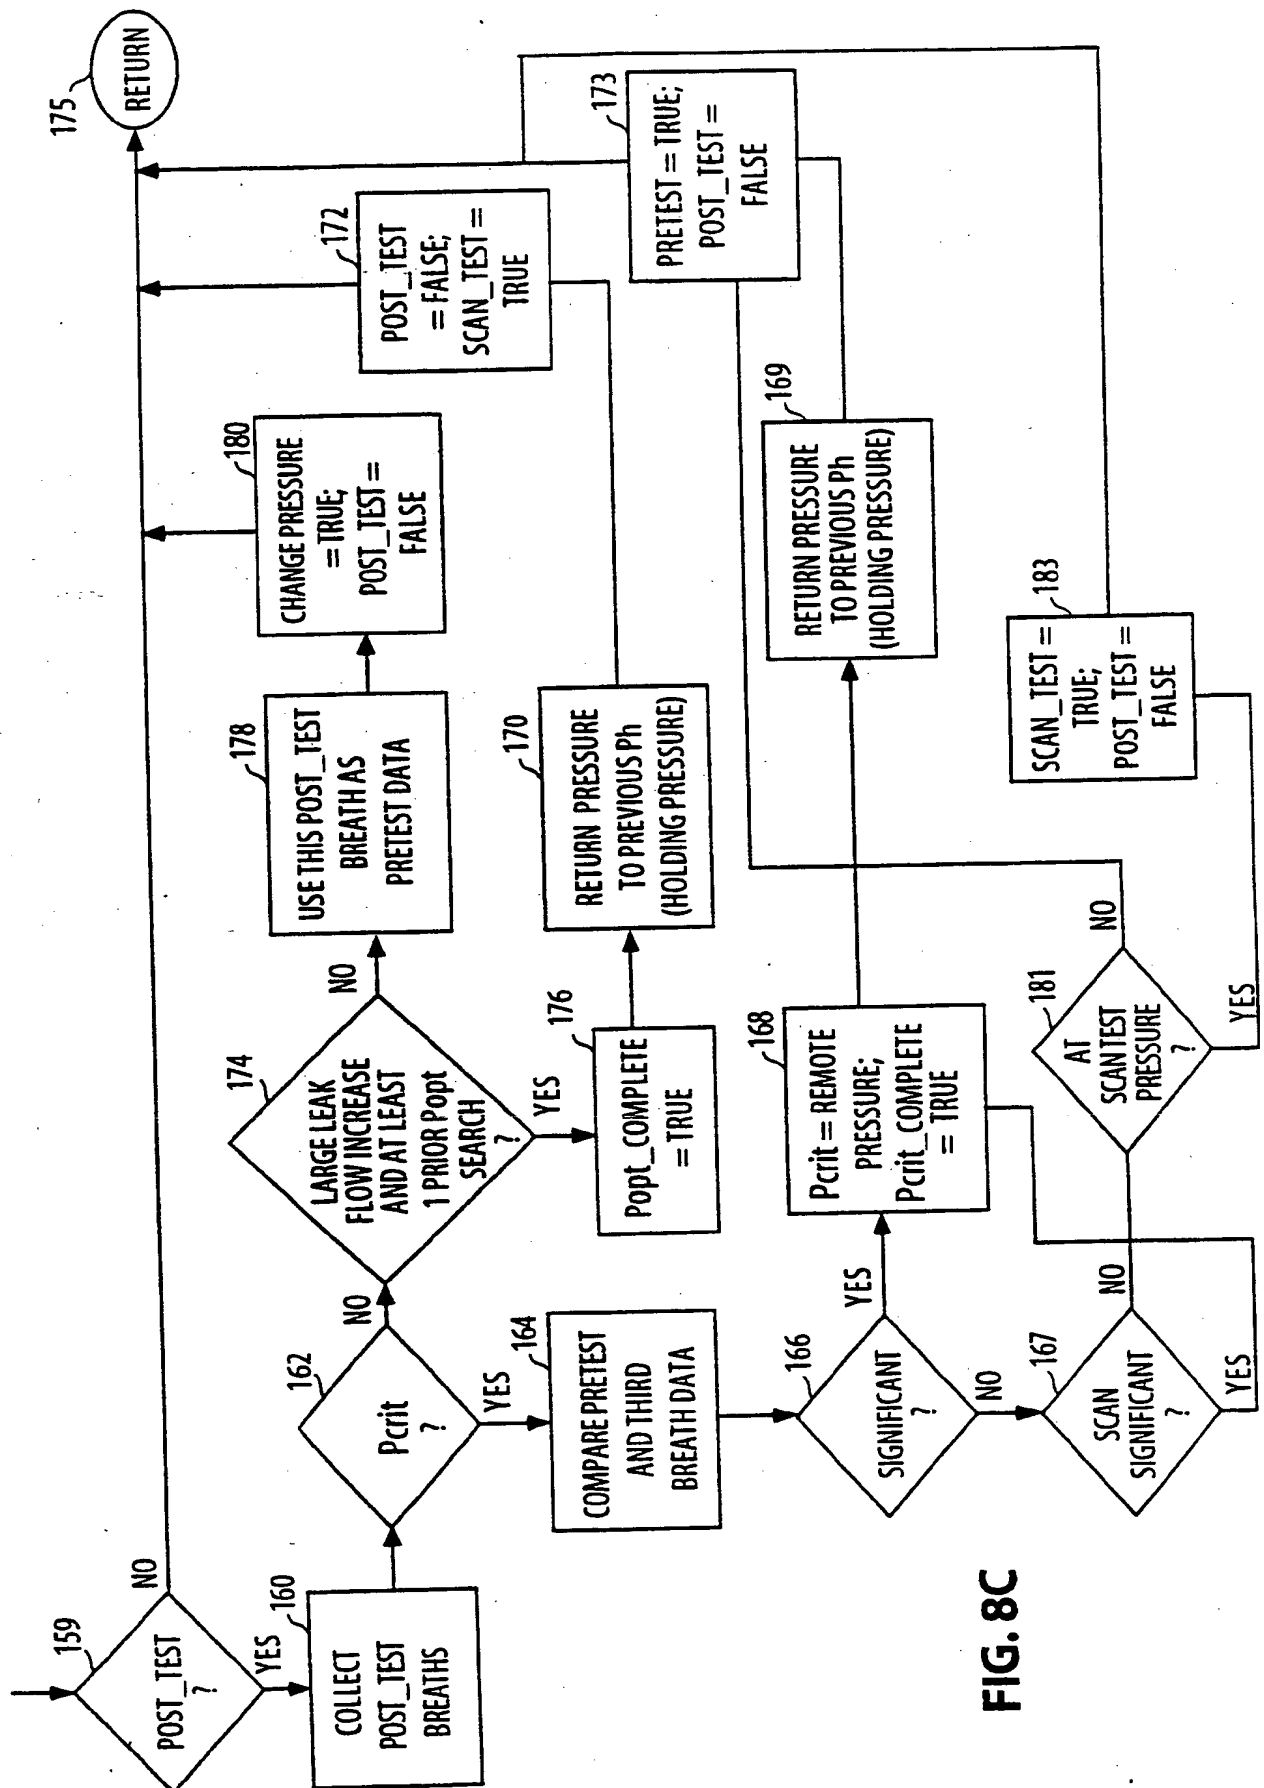 159
POST_TEST
?
NO
YES
160
COLLECT
POST_TEST
BREATHS
162
Pcrit
?
NO
YES
164
COMPARE PRETEST
AND THIRD
BREATH DATA
166
SIGNIFICANT
?
YES
NO
167
SCAN
SIGNIFICANT
?
NO
YES
174
LARGE LEAK
FLOW INCREASE
AND AT LEAST
1 PRIOR Popt
SEARCH
?
NO
YES
176
Popt_COMPLETE
= TRUE
168
Pcrit = REMOTE
PRESSURE;
Pcrit_COMPLETE
= TRUE
181
AT
SCAN TEST
PRESSURE
?
NO
YES
178
USE THIS POST_TEST
BREATH AS
PRETEST DATA
170
RETURN PRESSURE
TO PREVIOUS Ph
(HOLDING PRESSURE)
180
CHANGE PRESSURE
= TRUE;
POST_TEST =
FALSE
169
RETURN PRESSURE
TO PREVIOUS Ph
(HOLDING PRESSURE)
183
SCAN_TEST =
TRUE;
POST_TEST =
FALSE
172
POST_TEST
= FALSE;
SCAN_TEST =
TRUE
173
PRETEST = TRUE;
POST_TEST =
FALSE
175
RETURN
FIG. 8C